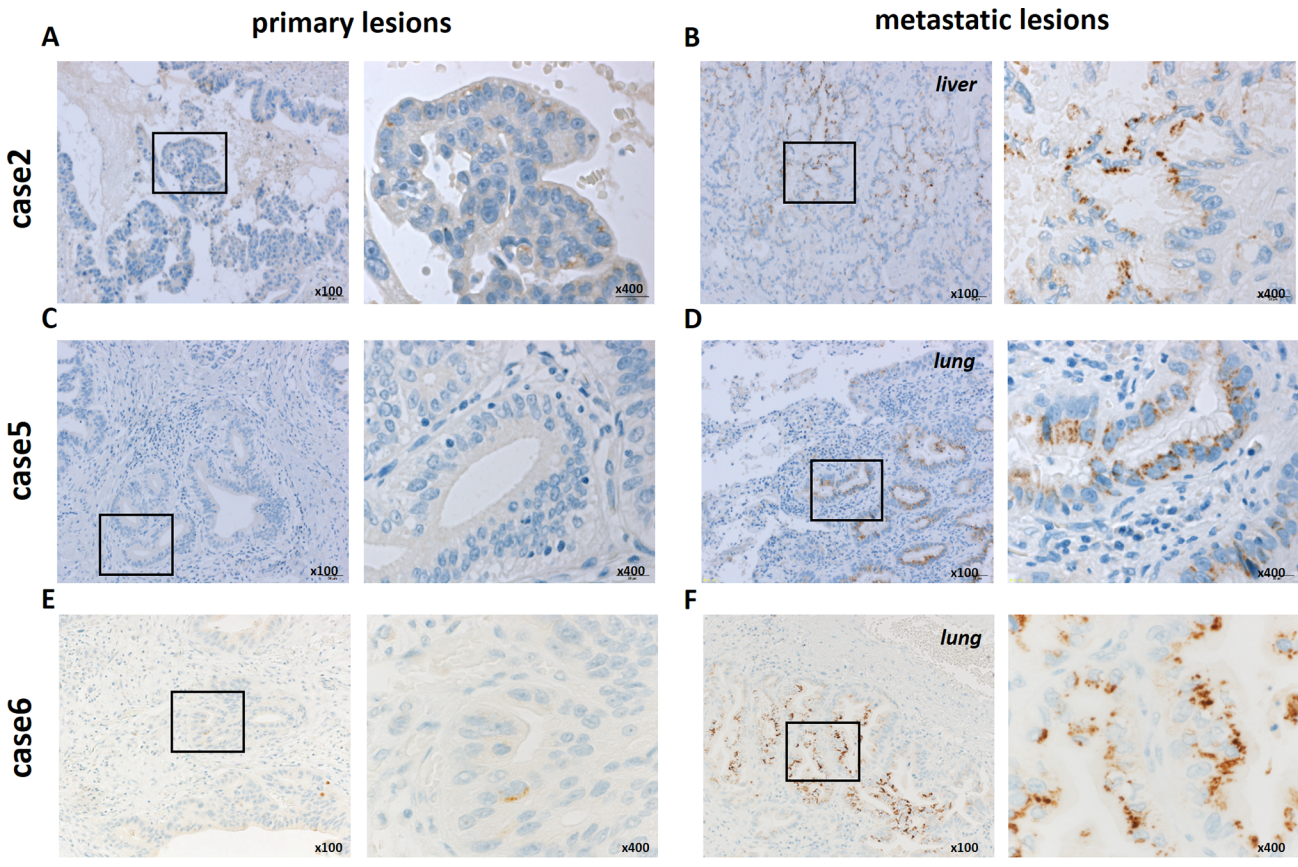 primary lesions
metastatic lesions
A
B
case2
x100
x400
liver
x100
x400
C
D
case5
x100
x400
lung
x100
x400
E
F
case6
x100
x400
lung
x100
x400